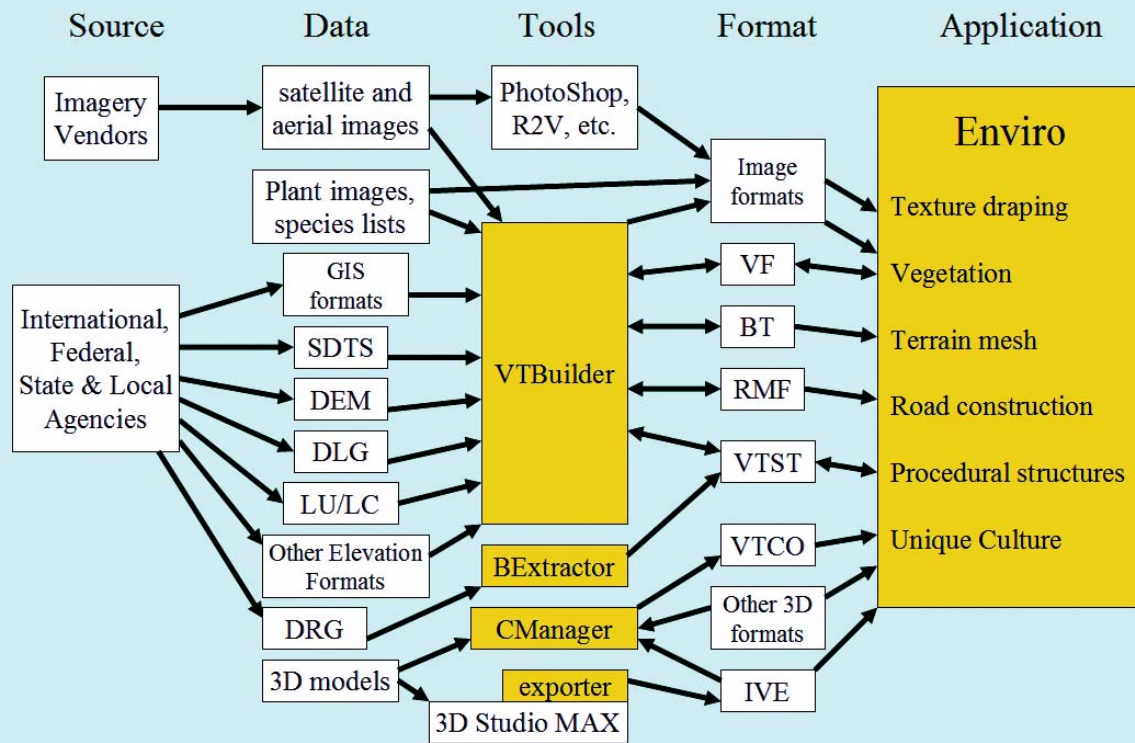 Source
Data
Tools
Format
Application
Imagery
Vendors
satellite and
aerial images
PhotoShop,
R2V, etc.
Image
formats
Enviro
Plant images,
species lists
Texture draping
GIS
formats
VF
Vegetation
International,
Federal,
State & Local
Agencies
SDTS
VTBuilder
BT
Terrain mesh
DEM
RMF
Road construction
DLG
VTST
Procedural structures
LU/LC
Other Elevation
Formats
BExtractor
VTCO
Unique Culture
DRG
CManager
Other 3D
formats
3D models
exporter
3D Studio MAX
IVE